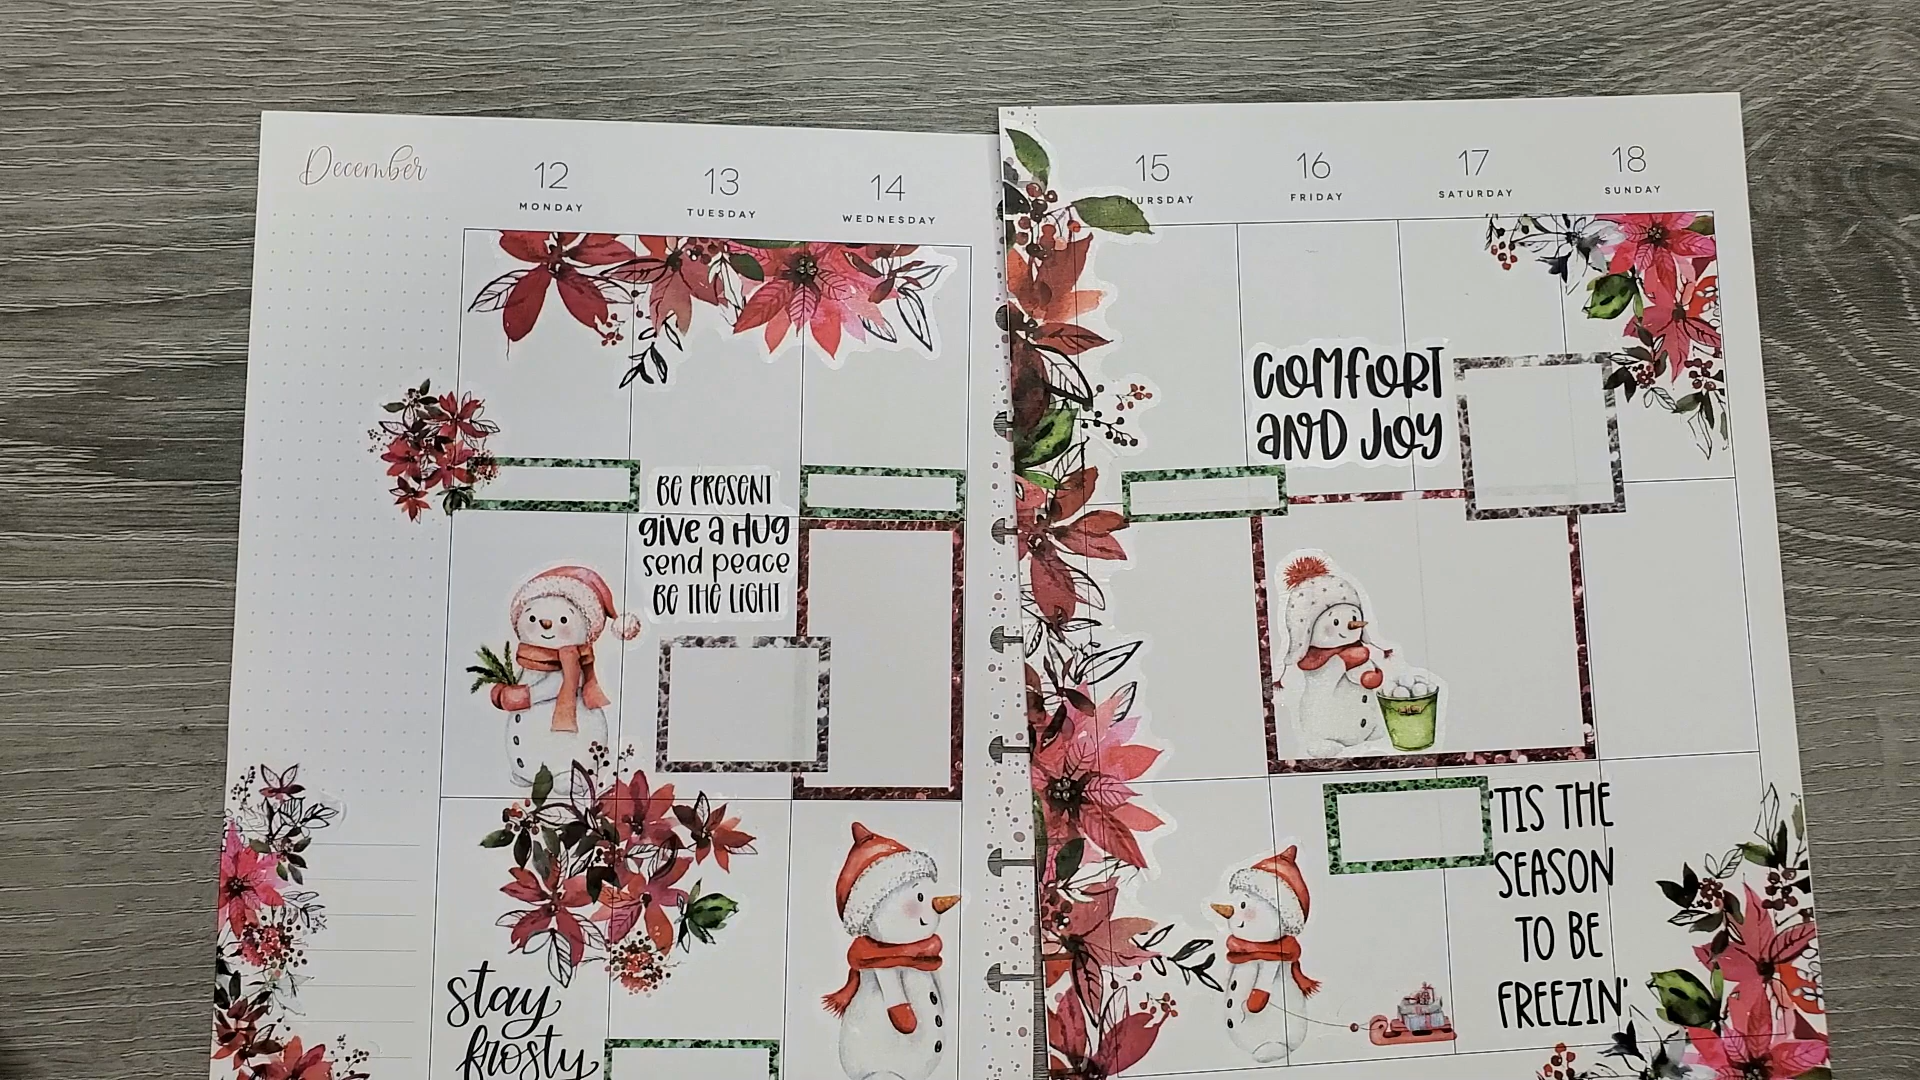 December
12
MONDAY
13
TUESDAY
14
WEDNESDAY
15
THURSDAY
16
FRIDAY
17
SATURDAY
18
SUNDAY
BE PRESENT
give a HUG
send peace
BE THE LIGHT
stay
frosty
COMFORT
AND JOY
'TIS THE
SEASON
TO BE
FREEZIN'